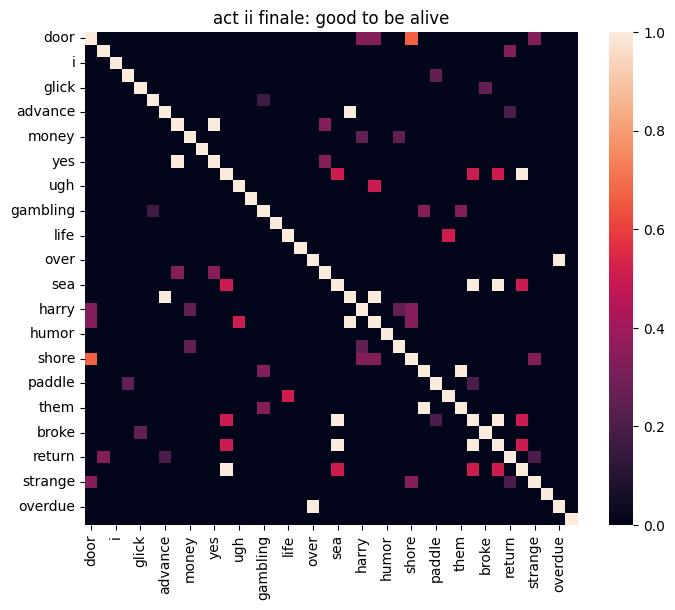 act ii finale: good to be alive
door
i
glick
advance
money
yes
ugh
gambling
life
over
sea
harry
humor
shore
paddle
them
broke
return
strange
overdue
1.0
0.8
0.6
0.4
0.2
0.0
door
i
glick
advance
money
yes
ugh
gambling
life
over
sea
harry
humor
shore
paddle
them
broke
return
strange
overdue